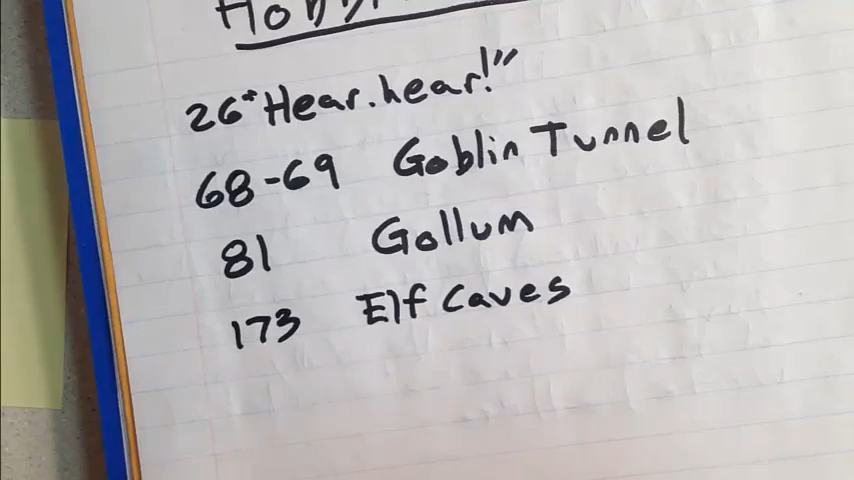 26 "Hear. hear!"
68-69 Goblin Tunnel
81 Gollum
173 Elf Caves